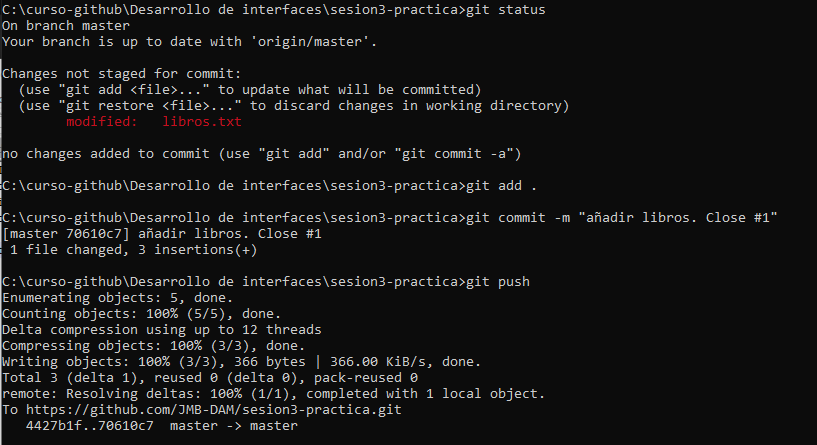 C:\curso-github\Desarrollo de interfaces\sesion3-practica>git status
On branch master
Your branch is up to date with 'origin/master'.
Changes not staged for commit:
(use "git add <file>..." to update what will be committed)
(use "git restore <file>..." to discard changes in working directory)
modified: libros.txt
no changes added to commit (use "git add" and/or "git commit -a")
C:\curso-github\Desarrollo de interfaces\sesion3-practica>git add .
C:\curso-github\Desarrollo de interfaces\sesion3-practica>git commit -m "añadir libros. Close #1"
[master 70610c7] añadir libros. Close #1
1 file changed, 3 insertions(+)
C:\curso-github\Desarrollo de interfaces\sesion3-practica>git push
Enumerating objects: 5, done.
Counting objects: 100% (5/5), done.
Delta compression using up to 12 threads
Compressing objects: 100% (3/3), done.
Writing objects: 100% (3/3), 366 bytes | 366.00 KiB/s, done.
Total 3 (delta 1), reused 0 (delta 0), pack-reused 0
remote: Resolving deltas: 100% (1/1), completed with 1 local object.
To https://github.com/JMB-DAM/sesion3-practica.git
4427b1f..70610c7 master -> master